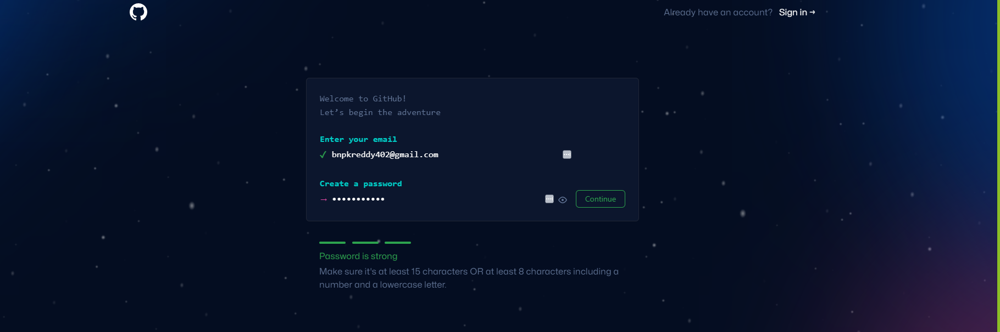 Already have an account? Sign in →
Welcome to GitHub!
Let’s begin the adventure
Enter your email
✓ bnpkreddy402@gmail.com
Create a password
→ •••••••••••
Continue
Password is strong
Make sure it's at least 15 characters OR at least 8 characters including a
number and a lowercase letter.